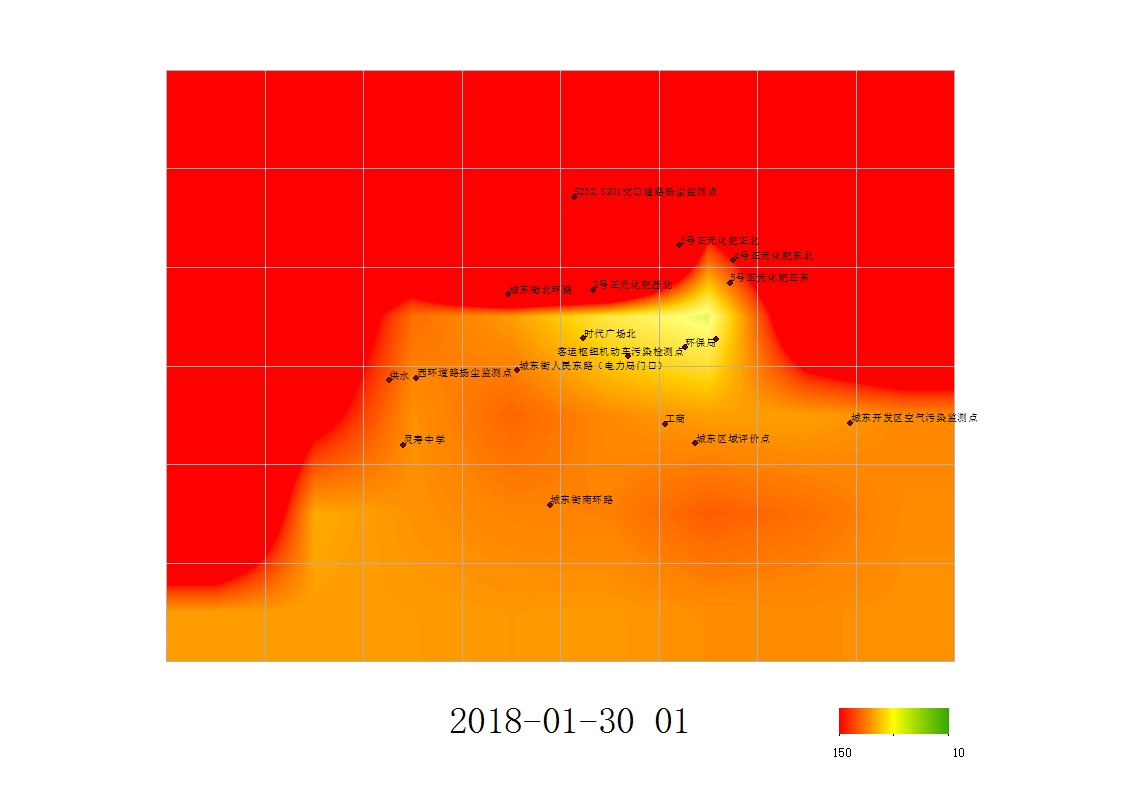 S232,S201交口道路扬尘监测点
3号正元化肥正北
4号正元化肥东北
5号正元化肥正东
2号正元化肥西北
城东街北环路
时代广场北
环保局
客运枢纽机动车污染检测点
城东街人民东路（电力局门口）
西环道路扬尘监测点
供水
工商
城东开发区空气污染监测点
灵寿中学
城东区域评价点
城东街南环路
2018-01-30 01
150
10